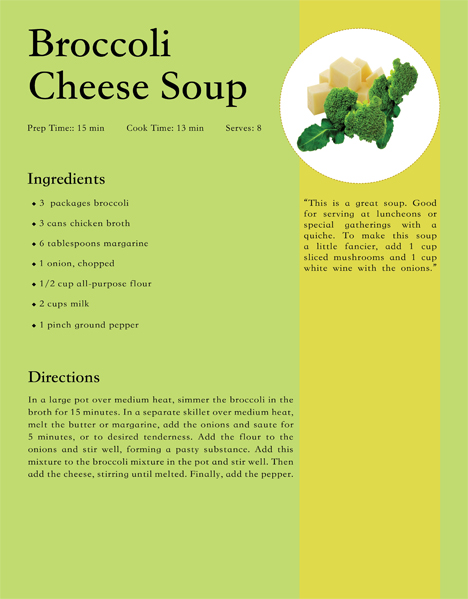 Broccoli
Cheese Soup
Prep Time:: 15 min Cook Time: 13 min Serves: 8
Ingredients
3 packages broccoli
3 cans chicken broth
6 tablespoons margarine
1 onion, chopped
1/2 cup all-purpose flour
2 cups milk
1 pinch ground pepper
“This is a great soup. Good
for serving at luncheons or
special gatherings with a
quiche. To make this soup
a little fancier, add 1 cup
sliced mushrooms and 1 cup
white wine with the onions.”
Directions
In a large pot over medium heat, simmer the broccoli in the
broth for 15 minutes. In a separate skillet over medium heat,
melt the butter or margarine, add the onions and saute for
5 minutes, or to desired tenderness. Add the flour to the
onions and stir well, forming a pasty substance. Add this
mixture to the broccoli mixture in the pot and stir well. Then
add the cheese, stirring until melted. Finally, add the pepper.